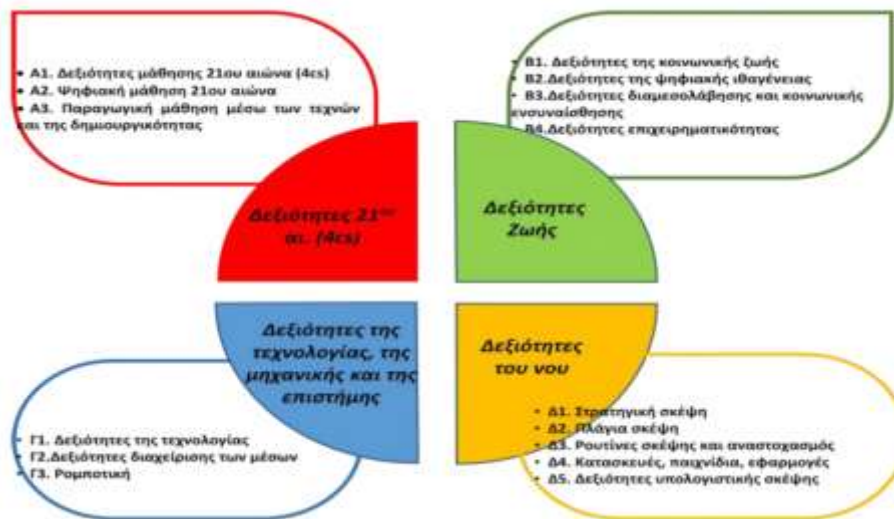 • Α1. Δεξιότητες μάθησης 21ου αιώνα (4cs)
• Α2. Ψηφιακή μάθηση 21ου αιώνα
• Α3. Παραγωγική μάθηση μέσω των τεχνών
και της δημιουργικότητας
• Β1. Δεξιότητες της κοινωνικής ζωής
• Β2.Δεξιότητες της ψηφιακής ιθαγένειας
• Β3.Δεξιότητες διαμεσολάβησης και κοινωνικής
ενσυναίσθησης
• Β4.Δεξιότητες επιχειρηματικότητας
Δεξιότητες 21ου
αι. (4cs)
Δεξιότητες
Ζωής
Δεξιότητες της
τεχνολογίας, της
μηχανικής και της
επιστήμης
Δεξιότητες
του νου
• Γ1. Δεξιότητες της τεχνολογίας
• Γ2.Δεξιότητες διαχείρισης των μέσων
• Γ3. Ρομποτική
• Δ1. Στρατηγική σκέψη
• Δ2. Πλάγια σκέψη
• Δ3. Ρουτίνες σκέψης και αναστοχασμός
• Δ4. Κατασκευές, παιχνίδια, εφαρμογές
• Δ5. Δεξιότητες υπολογιστικής σκέψης